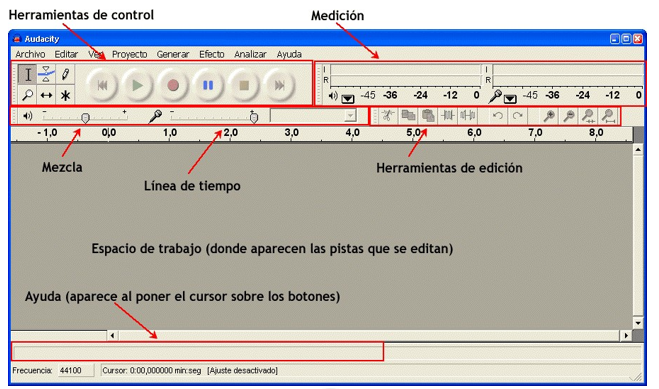 Herramientas de control
Medición
Audacity
Archivo Editar Ver Proyecto Generar Efecto Analizar Ayuda
I I
R R
-45 -36 -24 -12 0 -45 -36 -24 -12 0
- + - +
-1,0 0,0 1,0 2,0 3,0 4,0 5,0 6,0 7,0 8,0
Mezcla
Línea de tiempo
Herramientas de edición
Espacio de trabajo (donde aparecen las pistas que se editan)
Ayuda (aparece al poner el cursor sobre los botones)
Frecuencia: 44100 Cursor: 0:00,000000 min:seg [Ajuste desactivado]